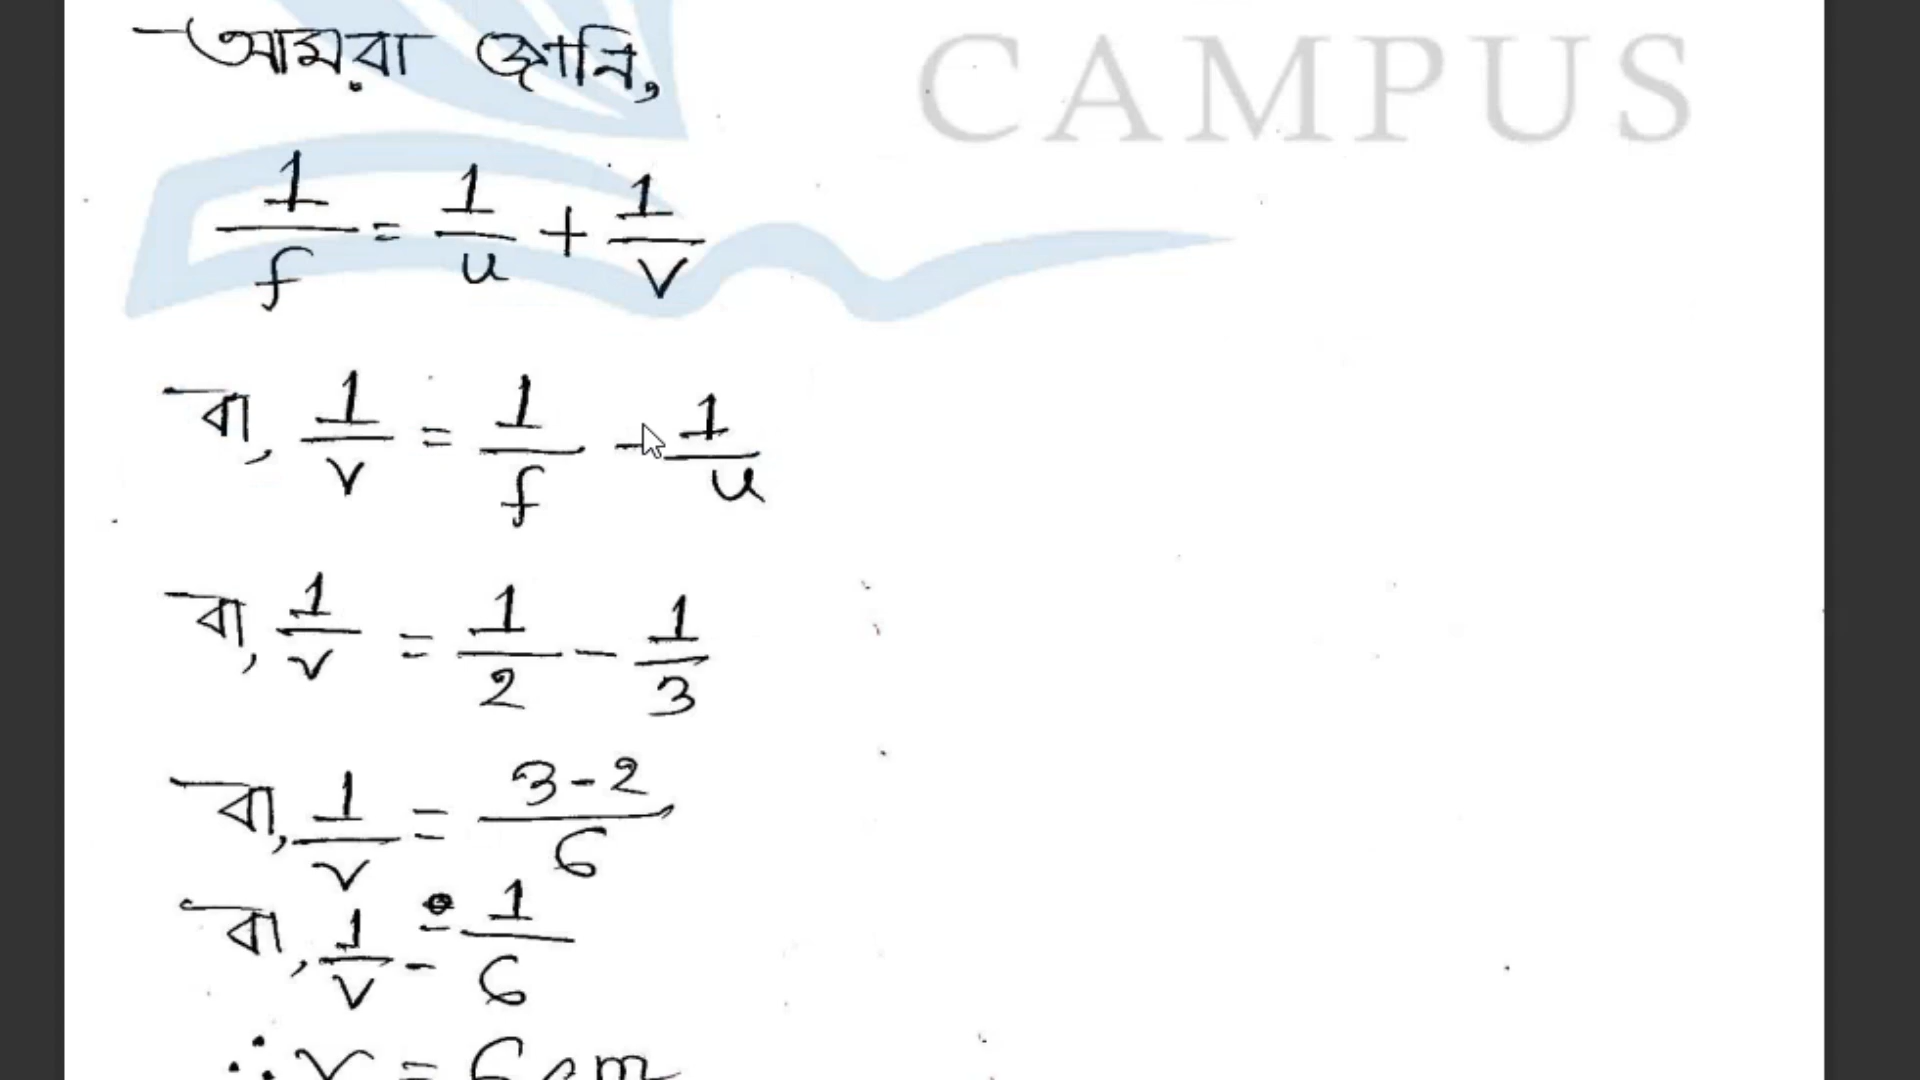 CAMPUS
আমরা জানি,
1/f = 1/u + 1/v
বা, 1/v = 1/f - 1/u
বা, 1/v = 1/2 - 1/3
বা, 1/v = 3-2/6
বা, 1/v = 1/6
∴ v = 6cm